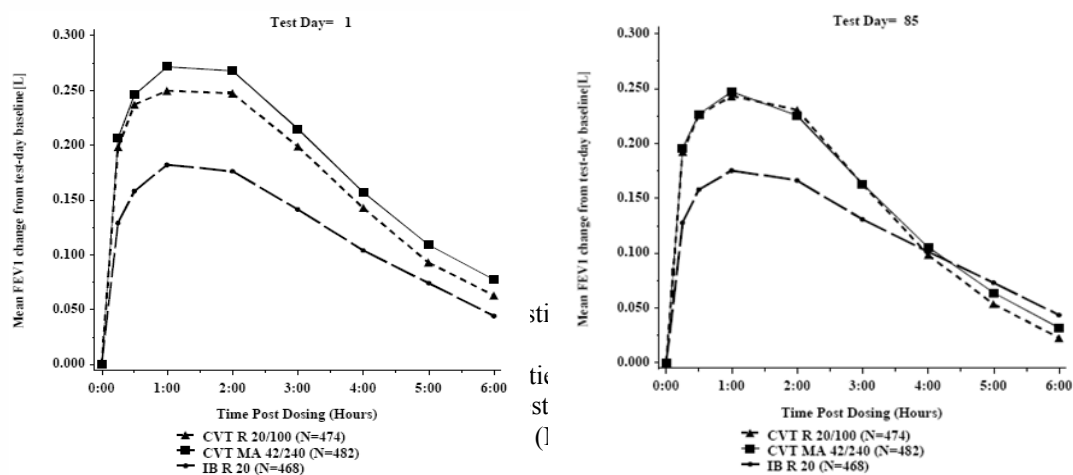 Test Day= 1
Mean FEV1 change from test-day baseline[L]
0.300
0.250
0.200
0.150
0.100
0.050
0.000
0:00 1:00 2:00 3:00 4:00 5:00 6:00
Time Post Dosing (Hours)
CVT R 20/100 (N=474)
CVT MA 42/240 (N=482)
IB R 20 (N=468)
Test Day= 85
Mean FEV1 change from test-day baseline[L]
0.300
0.250
0.200
0.150
0.100
0.050
0.000
0:00 1:00 2:00 3:00 4:00 5:00 6:00
Time Post Dosing (Hours)
CVT R 20/100 (N=474)
CVT MA 42/240 (N=482)
IB R 20 (N=468)